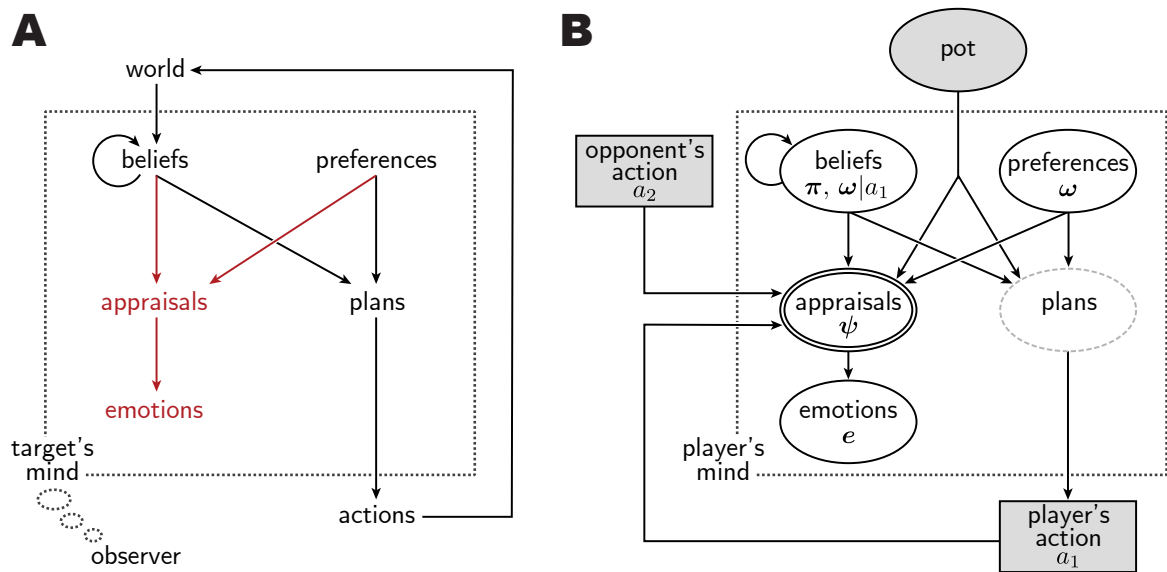 A
world
beliefs
preferences
appraisals
plans
emotions
target's
mind
actions
observer
B
pot
opponent's
action
a₂
beliefs
π, ω|a₁
preferences
ω
appraisals
ψ
plans
emotions
e
player's
mind
player's
action
a₁